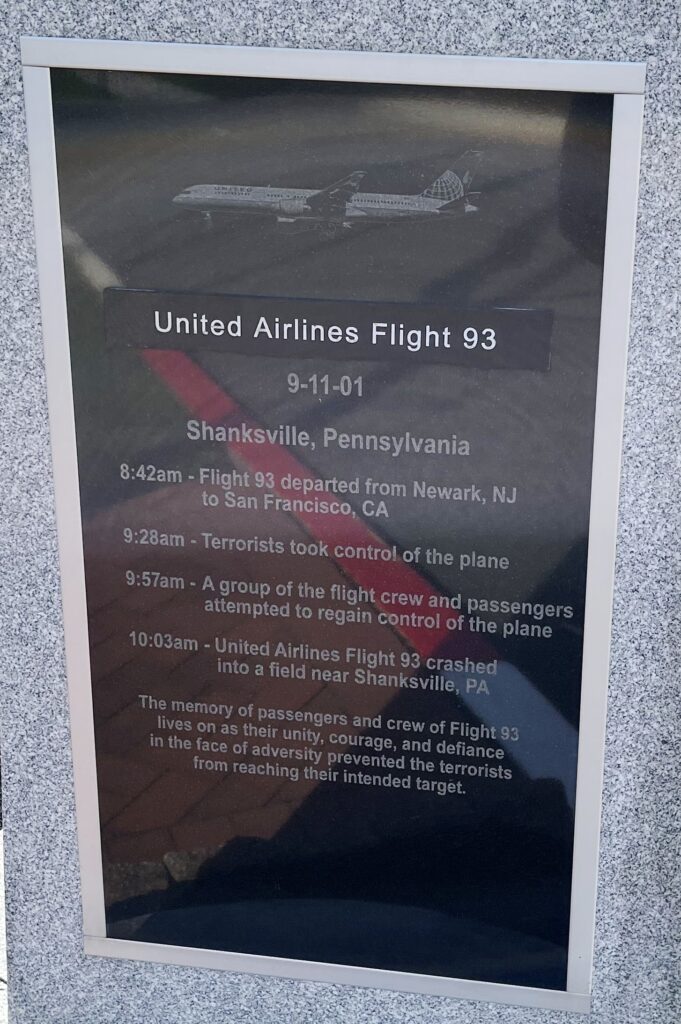 UNITED
United Airlines Flight 93
9-11-01
Shanksville, Pennsylvania
8:42am - Flight 93 departed from Newark, NJ
to San Francisco, CA
9:28am - Terrorists took control of the plane
9:57am - A group of the flight crew and passengers
attempted to regain control of the plane
10:03am - United Airlines Flight 93 crashed
into a field near Shanksville, PA
The memory of passengers and crew of Flight 93
lives on as their unity, courage, and defiance
in the face of adversity prevented the terrorists
from reaching their intended target.